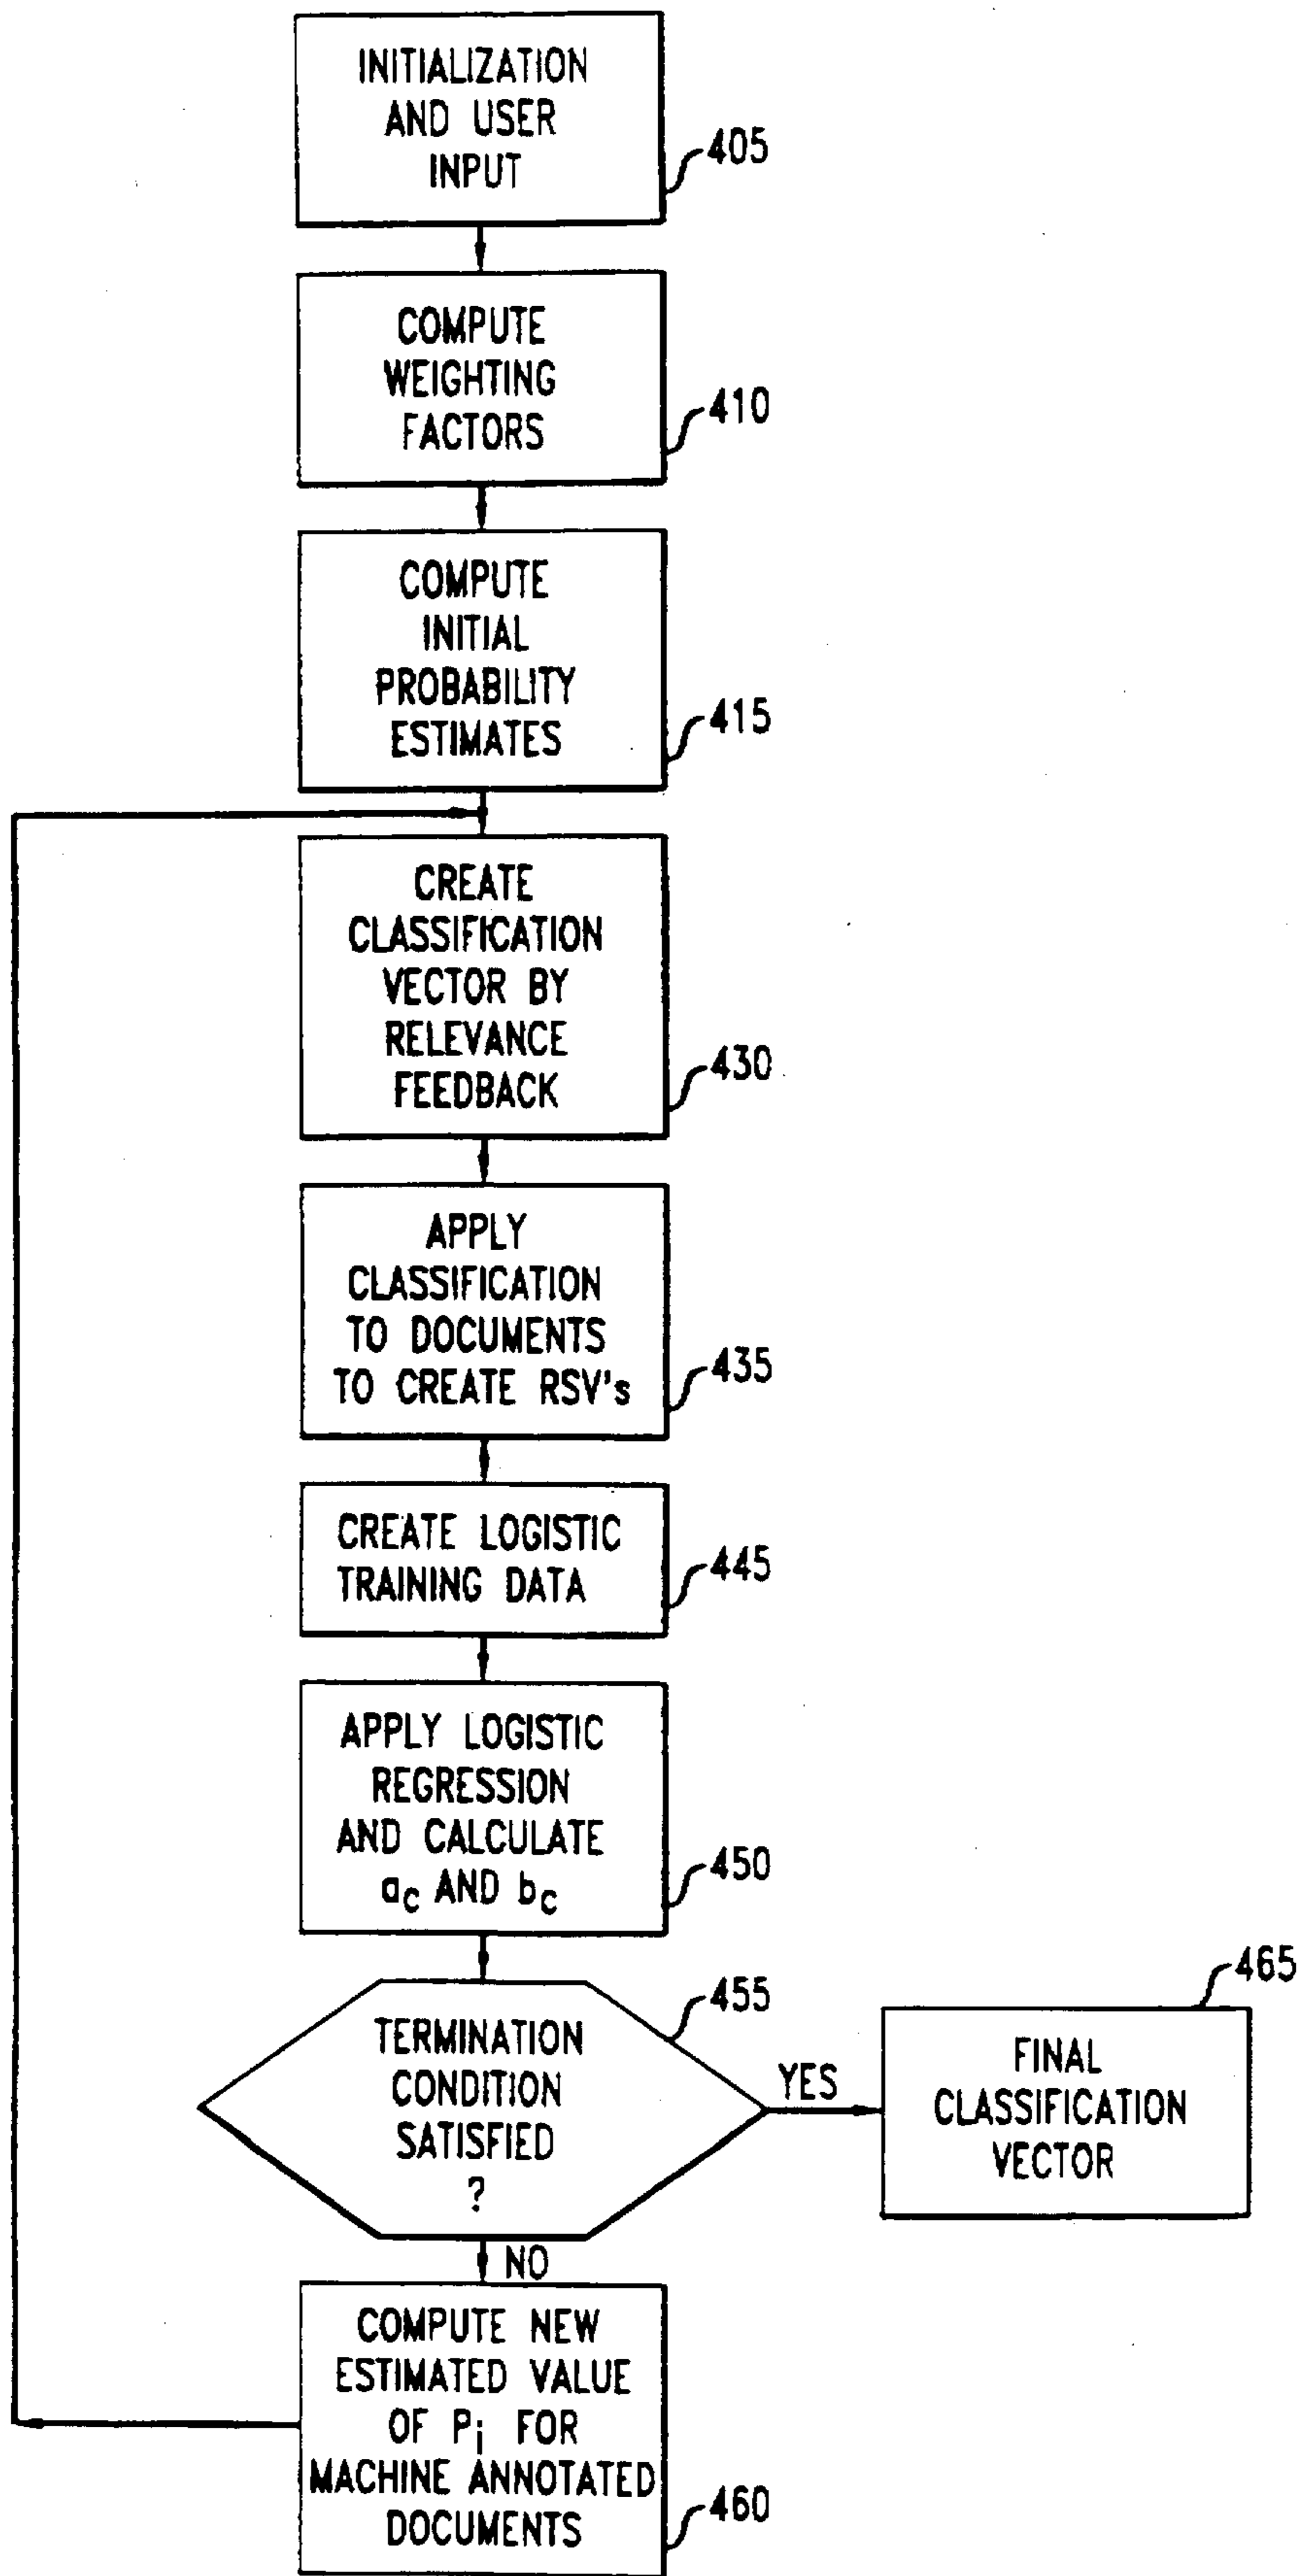 INITIALIZATION
AND USER
INPUT
405
COMPUTE
WEIGHTING
FACTORS
410
COMPUTE
INITIAL
PROBABILITY
ESTIMATES
415
CREATE
CLASSIFICATION
VECTOR BY
RELEVANCE
FEEDBACK
430
APPLY
CLASSIFICATION
TO DOCUMENTS
TO CREATE RSV's
435
CREATE LOGISTIC
TRAINING DATA
445
APPLY LOGISTIC
REGRESSION
AND CALCULATE
a_c AND b_c
450
TERMINATION
CONDITION
SATISFIED
?
455
YES
FINAL
CLASSIFICATION
VECTOR
465
NO
COMPUTE NEW
ESTIMATED VALUE
OF P_i FOR
MACHINE ANNOTATED
DOCUMENTS
460